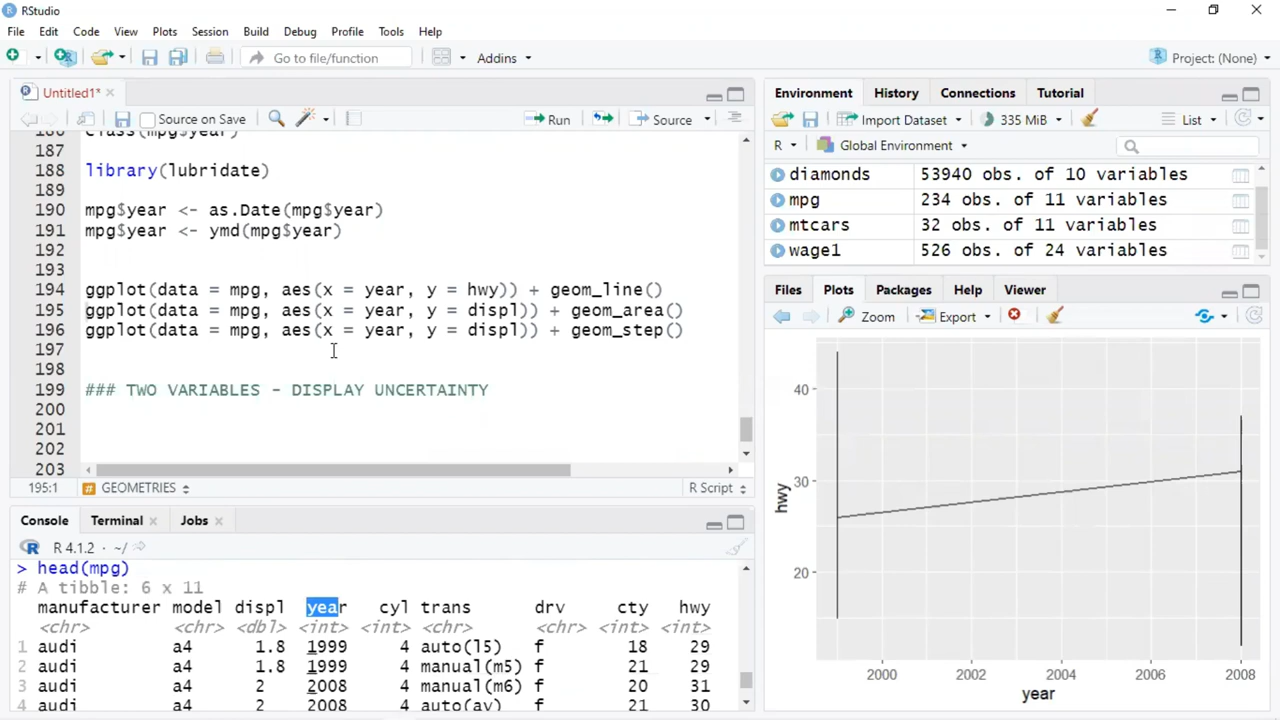 RStudio
File Edit Code View Plots Session Build Debug Profile Tools Help
Go to file/function Addins Project: (None)
Untitled1*
Source on Save Run Source
186 class(mpg$year)
187
188 library(lubridate)
189
190 mpg$year <- as.Date(mpg$year)
191 mpg$year <- ymd(mpg$year)
192
193
194 ggplot(data = mpg, aes(x = year, y = hwy)) + geom_line()
195 ggplot(data = mpg, aes(x = year, y = displ)) + geom_area()
196 ggplot(data = mpg, aes(x = year, y = displ)) + geom_step()
197
198
199 ### TWO VARIABLES - DISPLAY UNCERTAINTY
200
201
202
203
195:1 # GEOMETRIES R Script
Console Terminal Jobs
R R 4.1.2 · ~/
> head(mpg)
# A tibble: 6 x 11
manufacturer model displ year cyl trans drv cty hwy
<chr> <chr> <dbl> <int> <int> <chr> <chr> <int> <int>
1 audi a4 1.8 1999 4 auto(l5) f 18 29
2 audi a4 1.8 1999 4 manual(m5) f 21 29
3 audi a4 2 2008 4 manual(m6) f 20 31
4 audi a4 2 2008 4 auto(av) f 21 30
Environment History Connections Tutorial
Import Dataset 335 MiB List
R Global Environment
diamonds 53940 obs. of 10 variables
mpg 234 obs. of 11 variables
mtcars 32 obs. of 11 variables
wage1 526 obs. of 24 variables
Files Plots Packages Help Viewer
Zoom Export
40
30
20
hwy
2000 2002 2004 2006 2008
year